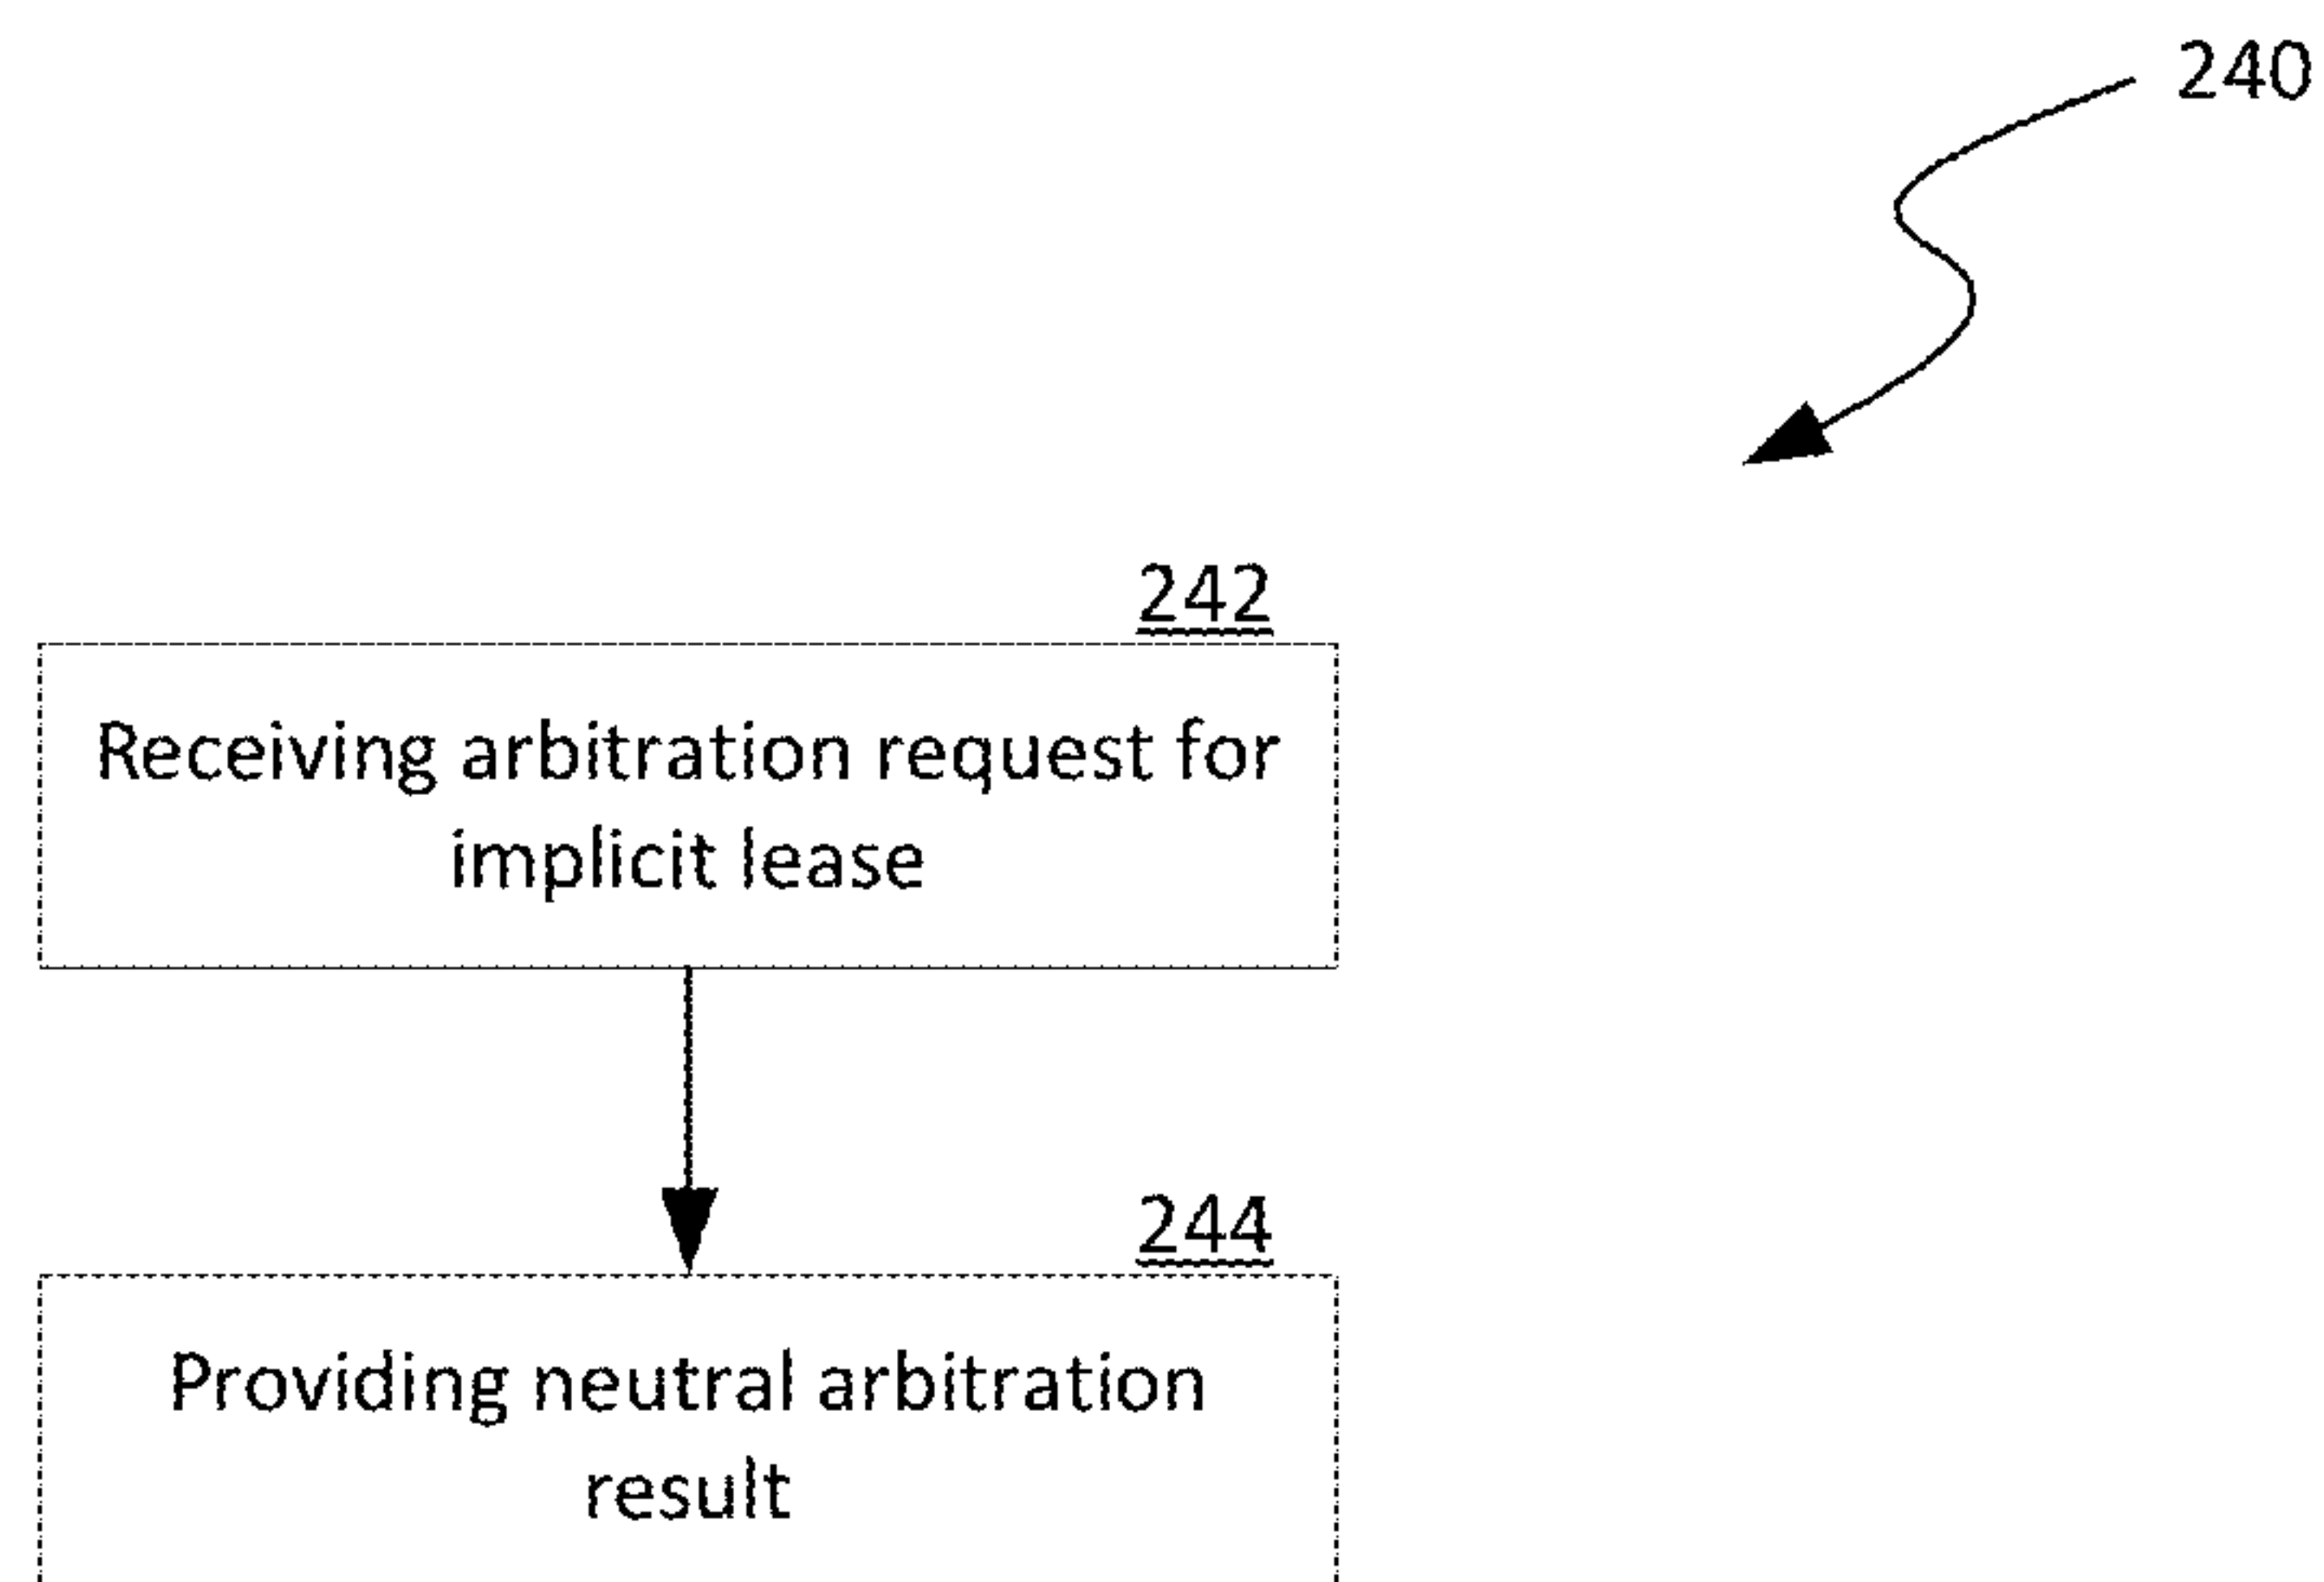 240
242
Receiving arbitration request for
implicit lease
244
Providing neutral arbitration
result